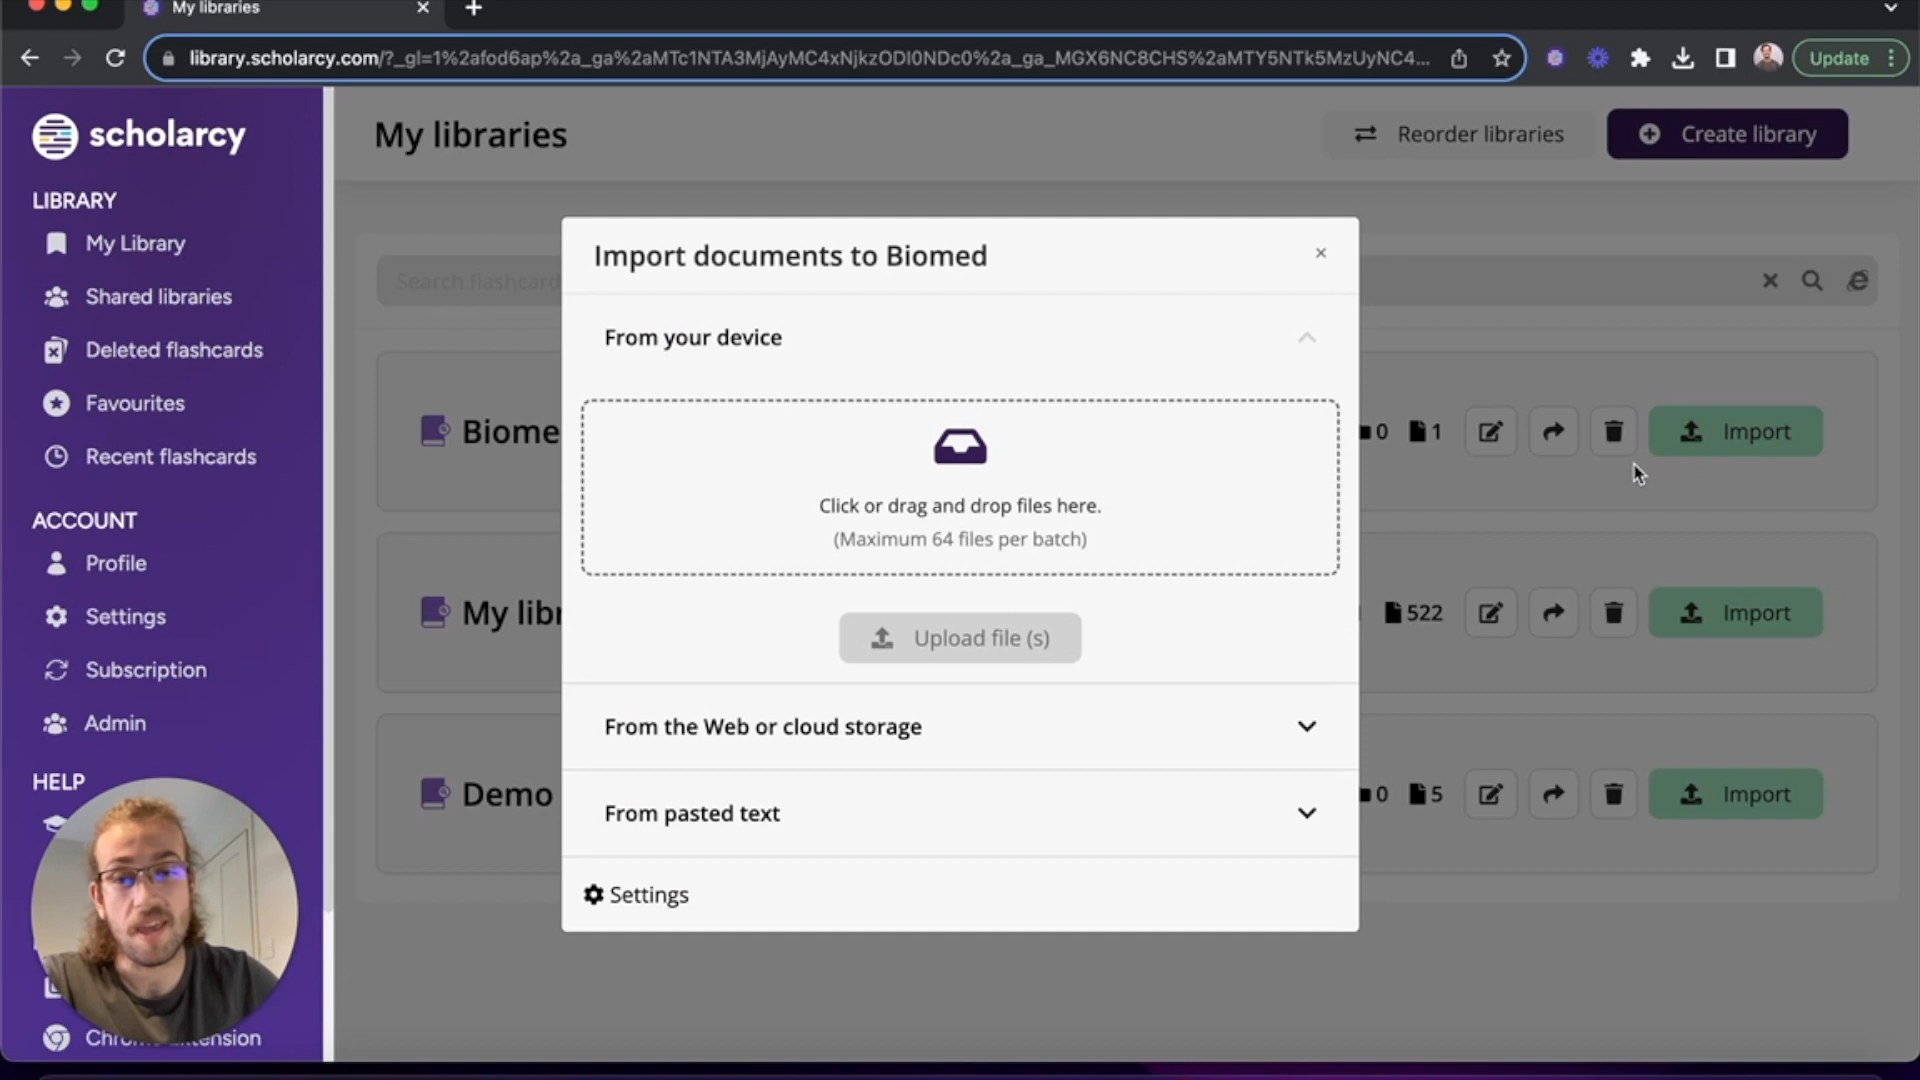 My libraries
library.scholarcy.com/?_gl=1%2afod6ap%2a_ga%2aMTc1NTA3MjAyMC4xNjkzODI0NDc0%2a_ga_MGX6NC8CHS%2aMTY5NTk5MzUyNC4...
Update
scholarcy
My libraries
Reorder libraries
Create library
LIBRARY
My Library
Shared libraries
Deleted flashcards
Favourites
Recent flashcards
ACCOUNT
Profile
Settings
Subscription
Admin
HELP
Search flashcard
Biome
0
1
Import
My libr
522
Import
Demo
0
5
Import
Import documents to Biomed
From your device
Click or drag and drop files here.
(Maximum 64 files per batch)
Upload file (s)
From the Web or cloud storage
From pasted text
Settings